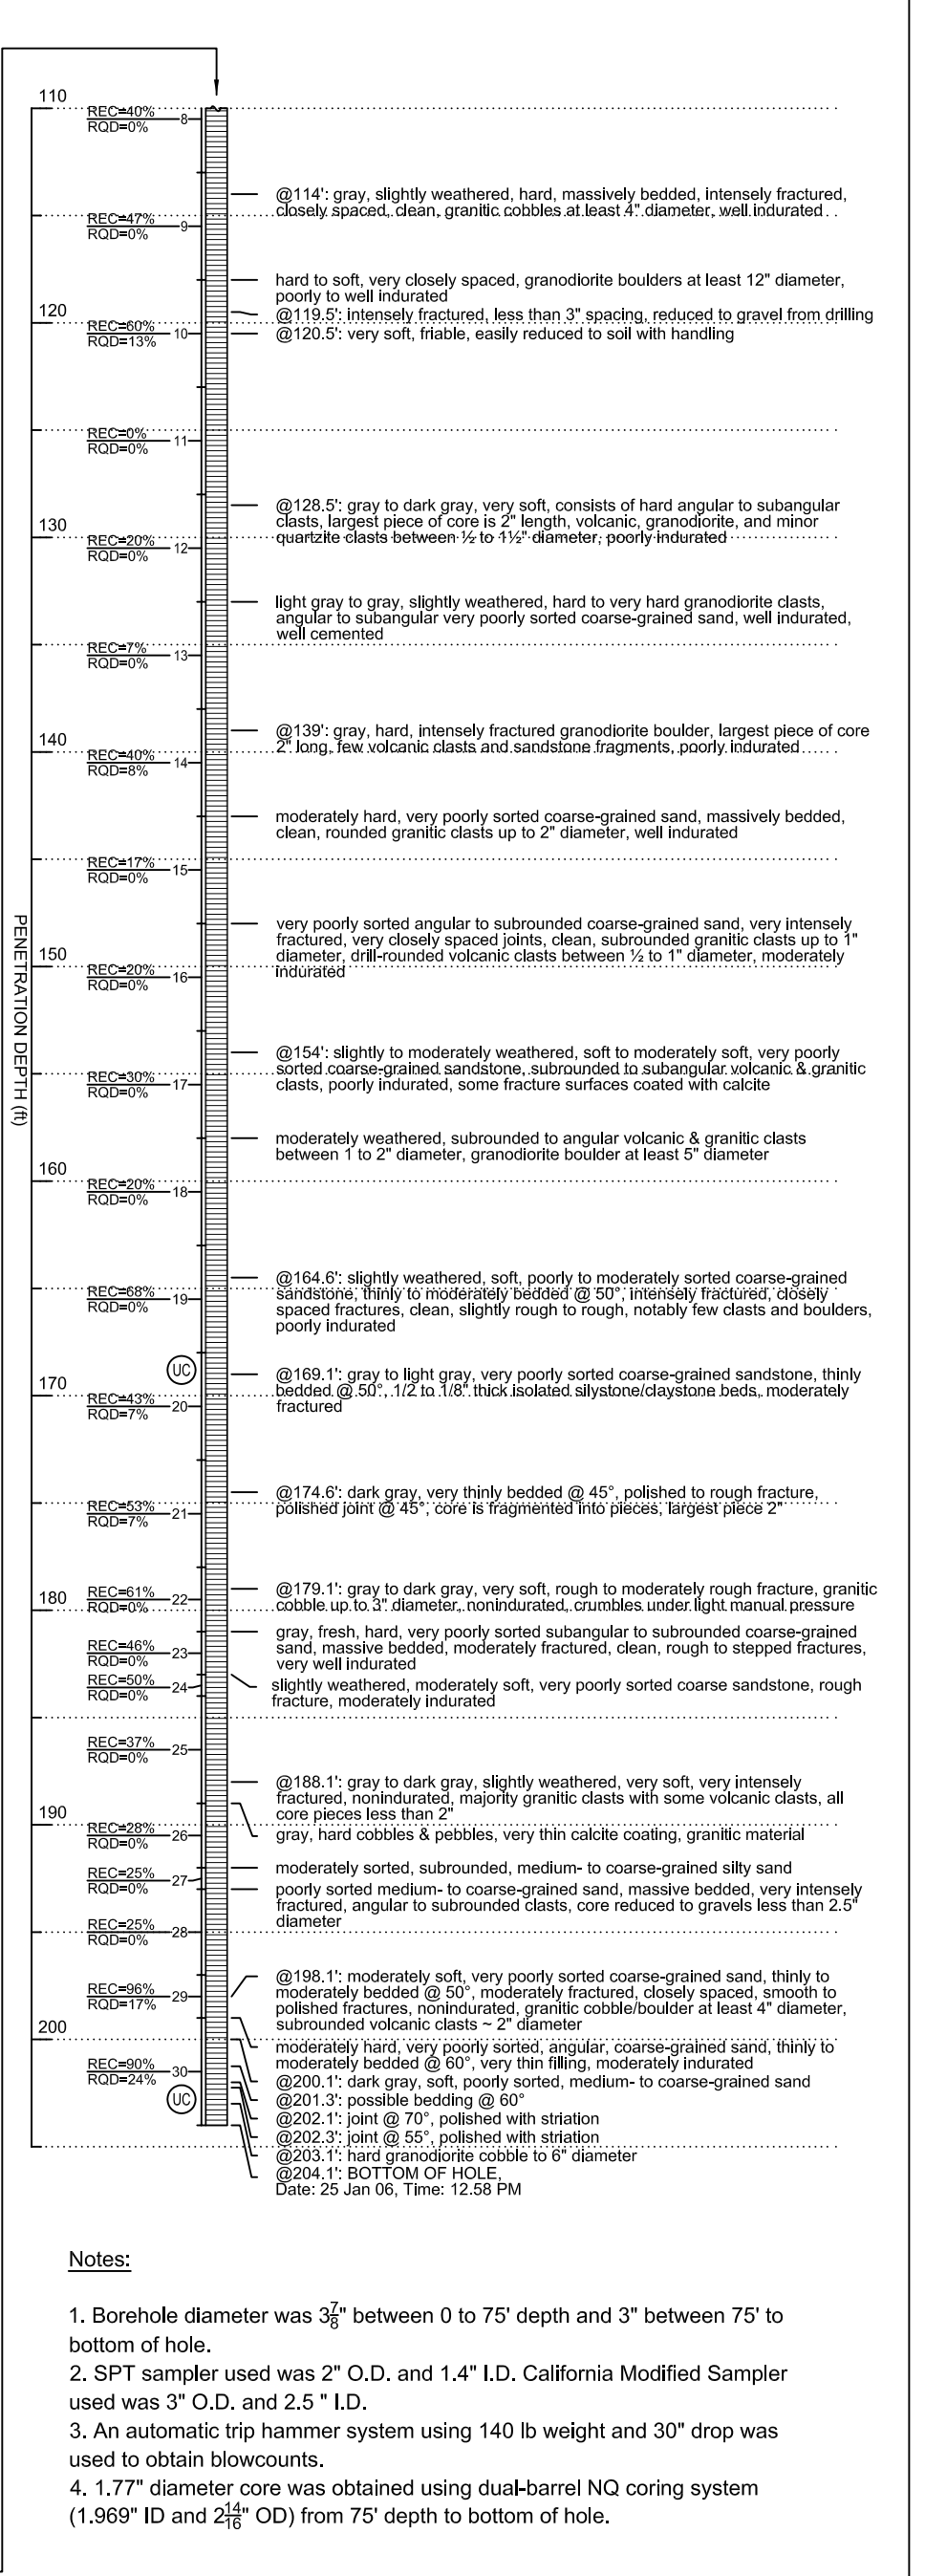 110
REC=40%
RQD=0%
8
@114': gray, slightly weathered, hard, massively bedded, intensely fractured,
closely spaced, clean, granitic cobbles at least 4" diameter, well indurated
REC=47%
RQD=0%
9
hard to soft, very closely spaced, granodiorite boulders at least 12" diameter,
poorly to well indurated
120
@119.5': intensely fractured, less than 3" spacing, reduced to gravel from drilling
REC=60%
RQD=13%
10
@120.5': very soft, friable, easily reduced to soil with handling
REC=0%
RQD=0%
11
@128.5': gray to dark gray, very soft, consists of hard angular to subangular
clasts, largest piece of core is 2" length, volcanic, granodiorite, and minor
quartzite clasts between ½ to 1½" diameter, poorly indurated
130
REC=20%
RQD=0%
12
light gray to gray, slightly weathered, hard to very hard granodiorite clasts,
angular to subangular very poorly sorted coarse-grained sand, well indurated,
well cemented
REC=7%
RQD=0%
13
@139': gray, hard, intensely fractured granodiorite boulder, largest piece of core
2" long, few volcanic clasts and sandstone fragments, poorly indurated
140
REC=40%
RQD=8%
14
moderately hard, very poorly sorted coarse-grained sand, massively bedded,
clean, rounded granitic clasts up to 2" diameter, well indurated
REC=17%
RQD=0%
15
very poorly sorted angular to subrounded coarse-grained sand, very intensely
fractured, very closely spaced joints, clean, subrounded granitic clasts up to 1"
diameter, drill-rounded volcanic clasts between ½ to 1" diameter, moderately
indurated
PENETRATION DEPTH (ft)
150
REC=20%
RQD=0%
16
@154': slightly to moderately weathered, soft to moderately soft, very poorly
sorted coarse-grained sandstone, subrounded to subangular volcanic & granitic
clasts, poorly indurated, some fracture surfaces coated with calcite
REC=30%
RQD=0%
17
moderately weathered, subrounded to angular volcanic & granitic clasts
between 1 to 2" diameter, granodiorite boulder at least 5" diameter
160
REC=20%
RQD=0%
18
@164.6': slightly weathered, soft, poorly to moderately sorted coarse-grained
sandstone, thinly to moderately bedded @ 50°, intensely fractured, closely
spaced fractures, clean, slightly rough to rough, notably few clasts and boulders,
poorly indurated
REC=68%
RQD=0%
19
UC
@169.1': gray to light gray, very poorly sorted coarse-grained sandstone, thinly
bedded @ 50°, 1/2 to 1/8" thick isolated silystone/claystone beds, moderately
fractured
170
REC=43%
RQD=7%
20
@174.6': dark gray, very thinly bedded @ 45°, polished to rough fracture,
polished joint @ 45°, core is fragmented into pieces, largest piece 2"
REC=53%
RQD=7%
21
@179.1': gray to dark gray, very soft, rough to moderately rough fracture, granitic
cobble up to 3" diameter, nonindurated, crumbles under light manual pressure
180
REC=61%
RQD=0%
22
gray, fresh, hard, very poorly sorted subangular to subrounded coarse-grained
sand, massive bedded, moderately fractured, clean, rough to stepped fractures,
very well indurated
REC=46%
RQD=0%
23
REC=50%
RQD=0%
24
slightly weathered, moderately soft, very poorly sorted coarse sandstone, rough
fracture, moderately indurated
REC=37%
RQD=0%
25
@188.1': gray to dark gray, slightly weathered, very soft, very intensely
fractured, nonindurated, majority granitic clasts with some volcanic clasts, all
core pieces less than 2"
190
REC=28%
RQD=0%
26
gray, hard cobbles & pebbles, very thin calcite coating, granitic material
moderately sorted, subrounded, medium- to coarse-grained silty sand
REC=25%
RQD=0%
27
poorly sorted medium- to coarse-grained sand, massive bedded, very intensely
fractured, angular to subrounded clasts, core reduced to gravels less than 2.5"
diameter
REC=25%
RQD=0%
28
@198.1': moderately soft, very poorly sorted coarse-grained sand, thinly to
moderately bedded @ 50°, moderately fractured, closely spaced, smooth to
polished fractures, nonindurated, granitic cobble/boulder at least 4" diameter,
subrounded volcanic clasts ~ 2" diameter
REC=96%
RQD=17%
29
200
moderately hard, very poorly sorted, angular, coarse-grained sand, thinly to
moderately bedded @ 60°, very thin filling, moderately indurated
REC=90%
RQD=24%
30
UC
@200.1': dark gray, soft, poorly sorted, medium- to coarse-grained sand
@201.3': possible bedding @ 60°
@202.1': joint @ 70°, polished with striation
@202.3': joint @ 55°, polished with striation
@203.1': hard granodiorite cobble to 6" diameter
@204.1': BOTTOM OF HOLE,
Date: 25 Jan 06, Time: 12.58 PM
Notes:
1. Borehole diameter was 3⅞" between 0 to 75' depth and 3" between 75' to
bottom of hole.
2. SPT sampler used was 2" O.D. and 1.4" I.D. California Modified Sampler
used was 3" O.D. and 2.5 " I.D.
3. An automatic trip hammer system using 140 lb weight and 30" drop was
used to obtain blowcounts.
4. 1.77" diameter core was obtained using dual-barrel NQ coring system
(1.969" ID and 2 14/16" OD) from 75' depth to bottom of hole.